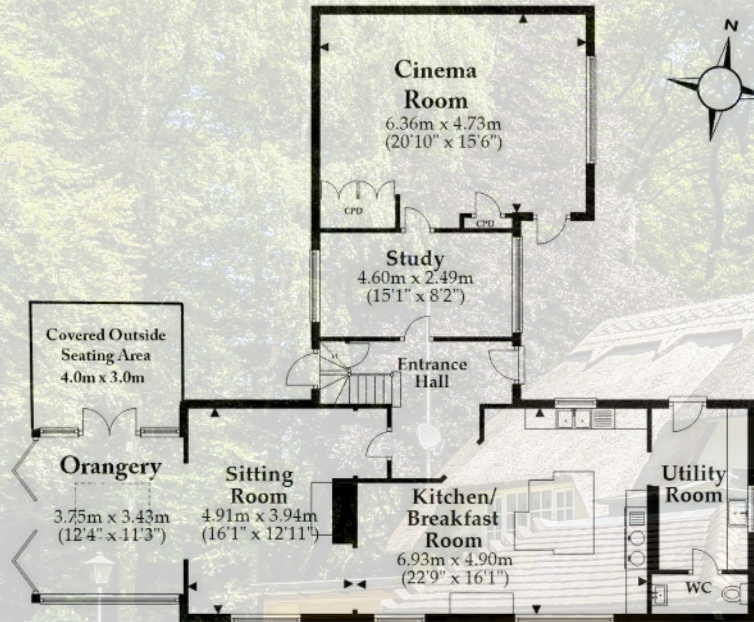 N
Cinema
Room
6.36m x 4.73m
(20'10" x 15'6")
CPD
CPD
Study
4.60m x 2.49m
(15'1" x 8'2")
Covered Outside
Seating Area
4.0m x 3.0m
Entrance
Hall
Orangery
3.75m x 3.43m
(12'4" x 11'3")
Sitting
Room
4.91m x 3.94m
(16'1" x 12'11")
Kitchen/
Breakfast
Room
6.93m x 4.90m
(22'9" x 16'1")
Utility
Room
WC